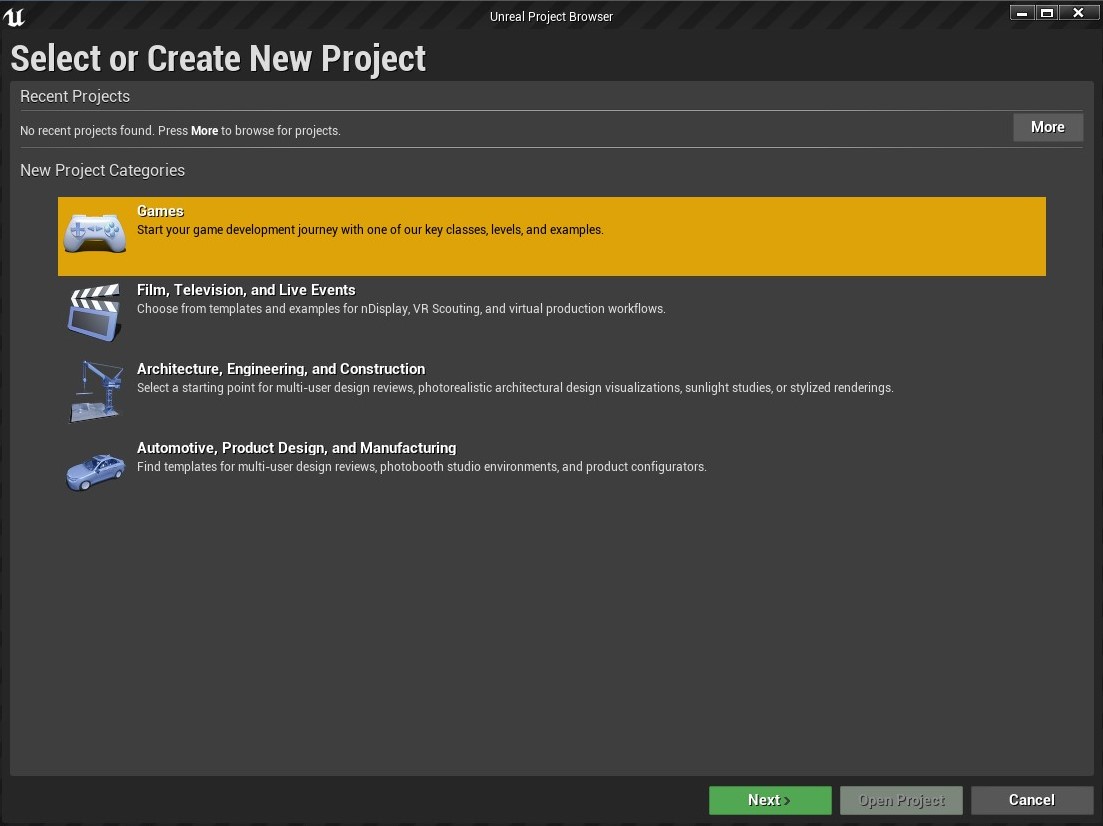 Unreal Project Browser
Select or Create New Project
Recent Projects
No recent projects found. Press More to browse for projects.
More
New Project Categories
Games
Start your game development journey with one of our key classes, levels, and examples.
Film, Television, and Live Events
Choose from templates and examples for nDisplay, VR Scouting, and virtual production workflows.
Architecture, Engineering, and Construction
Select a starting point for multi-user design reviews, photorealistic architectural design visualizations, sunlight studies, or stylized renderings.
Automotive, Product Design, and Manufacturing
Find templates for multi-user design reviews, photobooth studio environments, and product configurators.
Next >
Open Project
Cancel